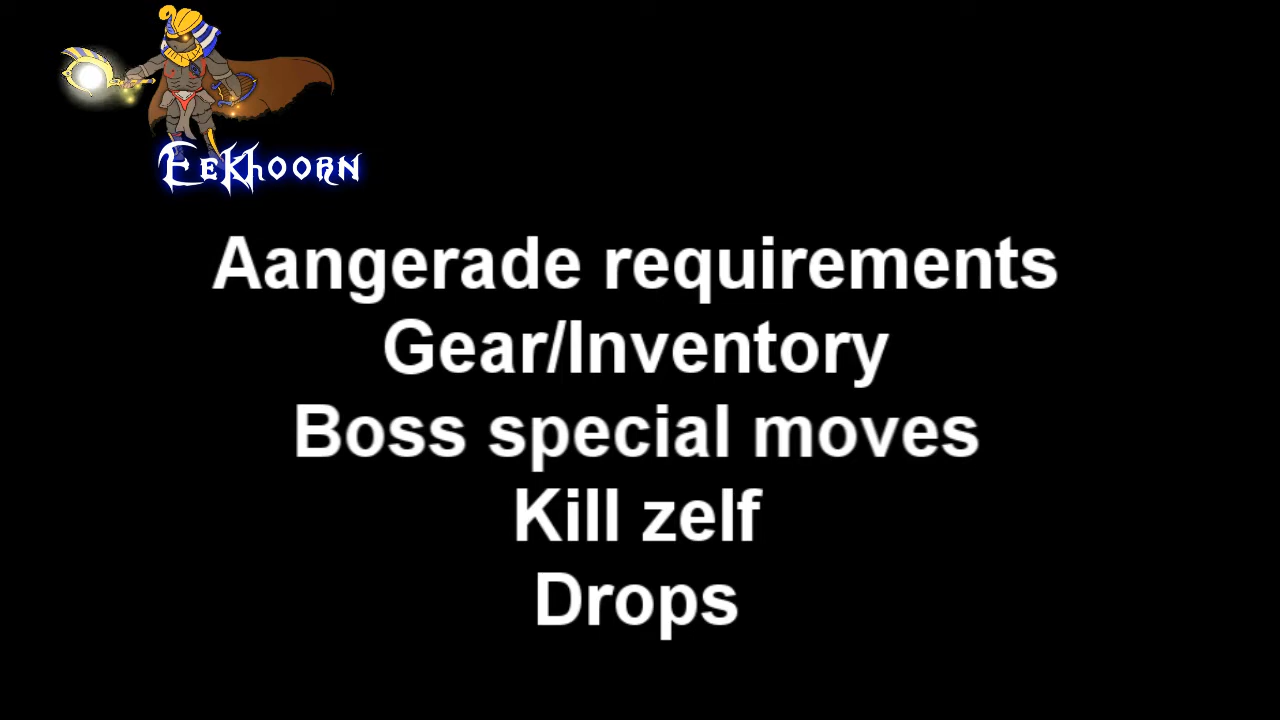 EeKhoorn
Aangerade requirements
Gear/Inventory
Boss special moves
Kill zelf
Drops